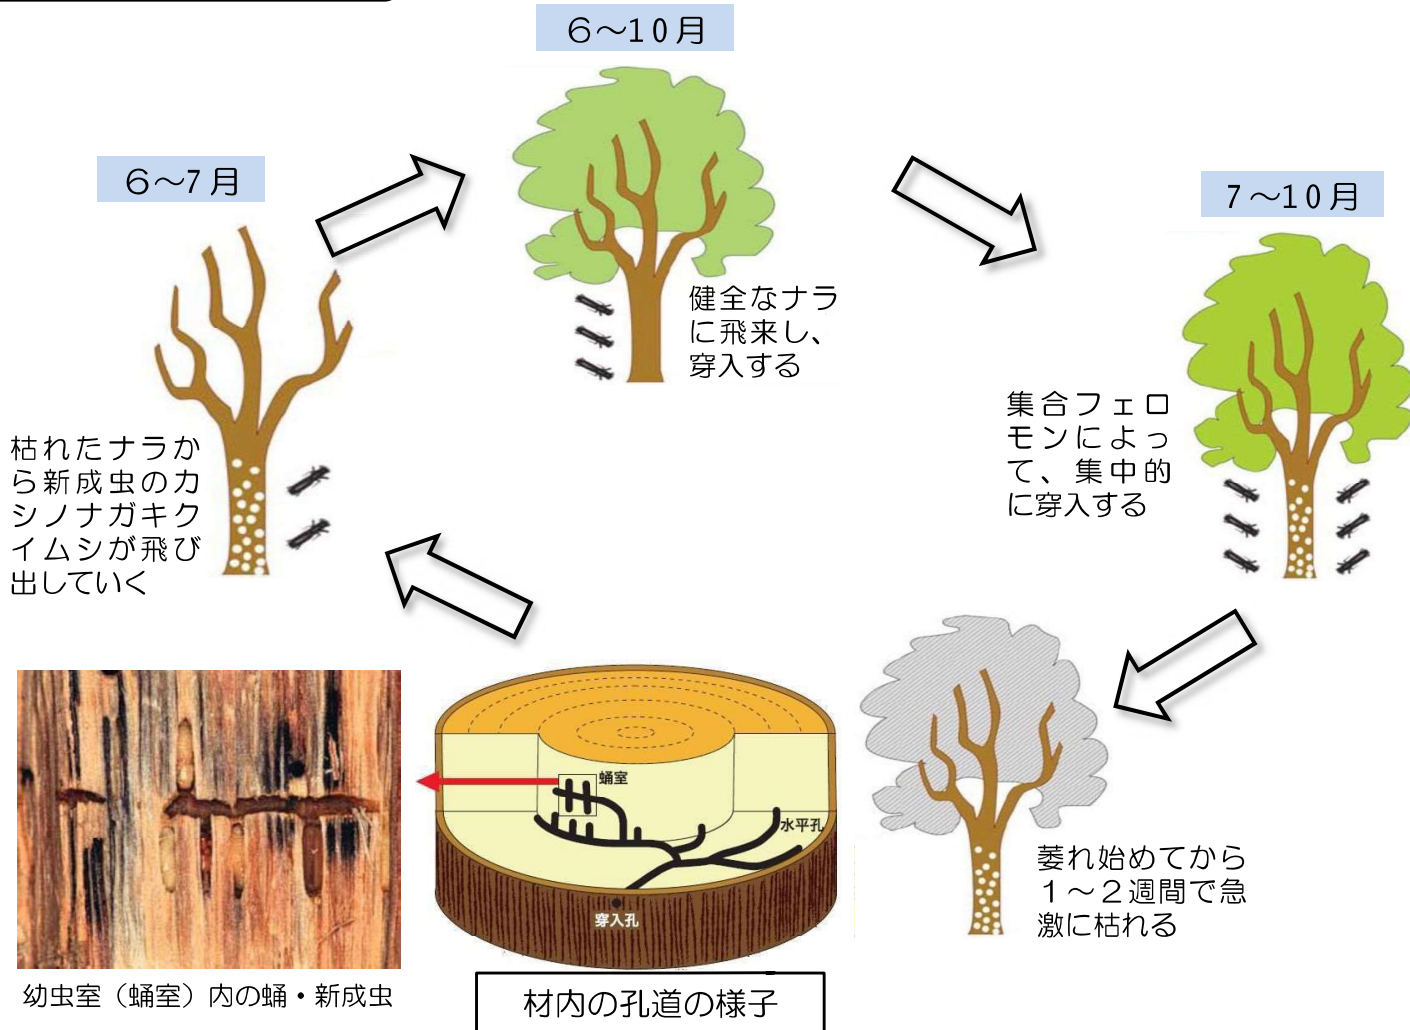 6~10月
6~7月
7~10月
健全なナラ
に飛来し、
穿入する
集合フェロ
モンによっ
て、集中的
に穿入する
枯れたナラか
ら新成虫のカ
シノナガキク
イムシが飛び
出していく
萎れ始めてから
1~2週間で急
激に枯れる
蛹室
水平孔
穿入孔
幼虫室（蛹室）内の蛹・新成虫
材内の孔道の様子